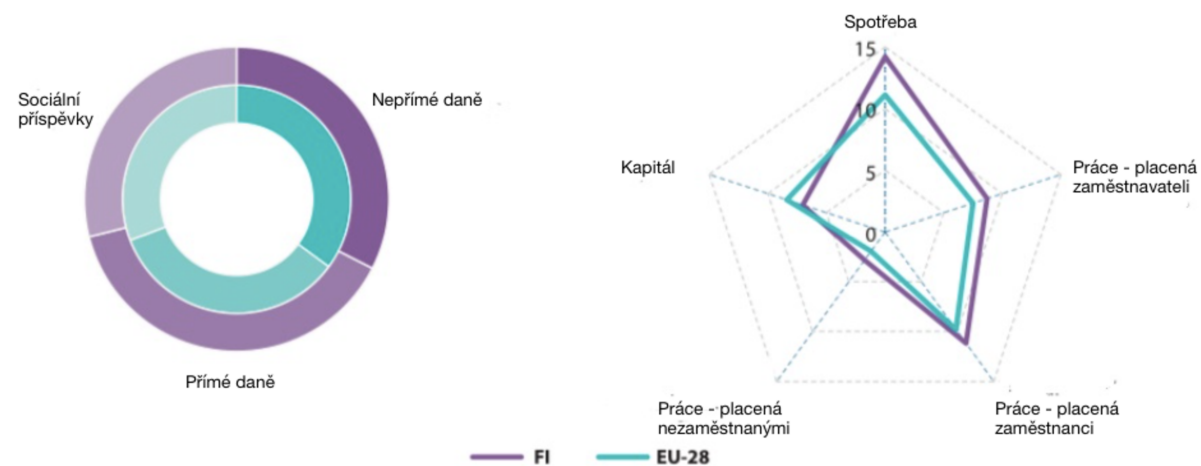 Sociální
příspěvky
Nepřímé daně
Přímé daně
Spotřeba
15
10
5
0
Kapitál
Práce - placená
zaměstnavateli
Práce - placená
nezaměstnanými
Práce - placená
zaměstnanci
FI
EU-28